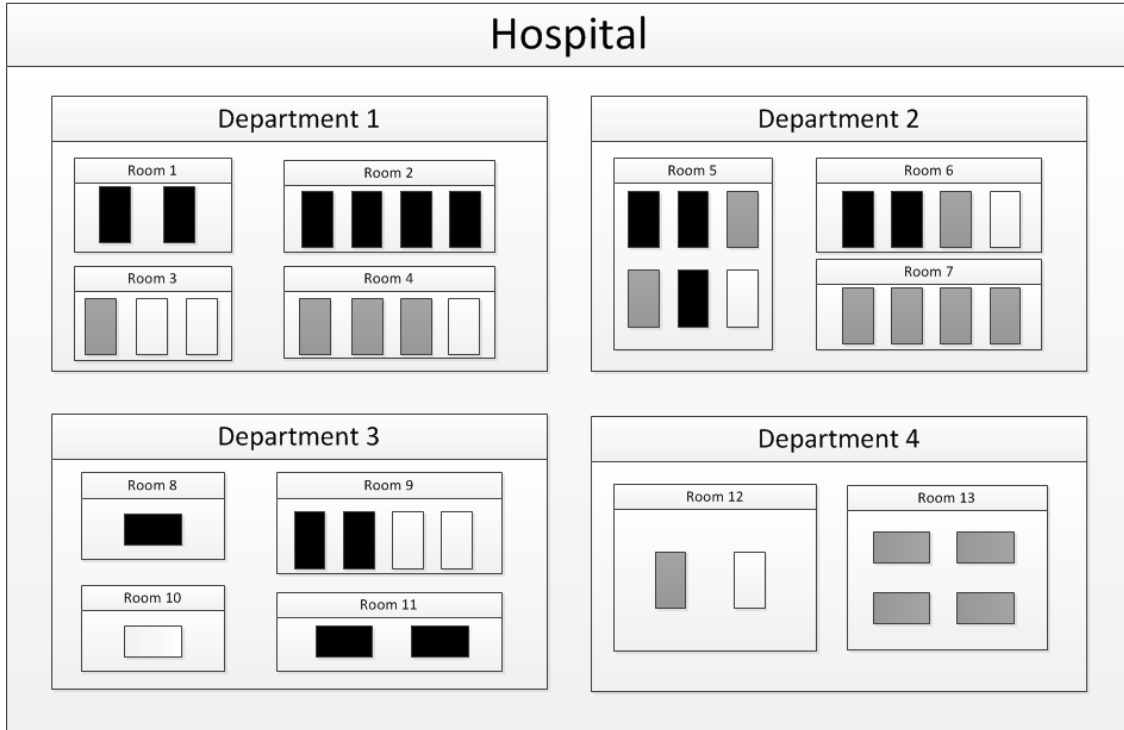 Hospital
Department 1
Room 1
Room 2
Room 3
Room 4
Department 2
Room 5
Room 6
Room 7
Department 3
Room 8
Room 9
Room 10
Room 11
Department 4
Room 12
Room 13